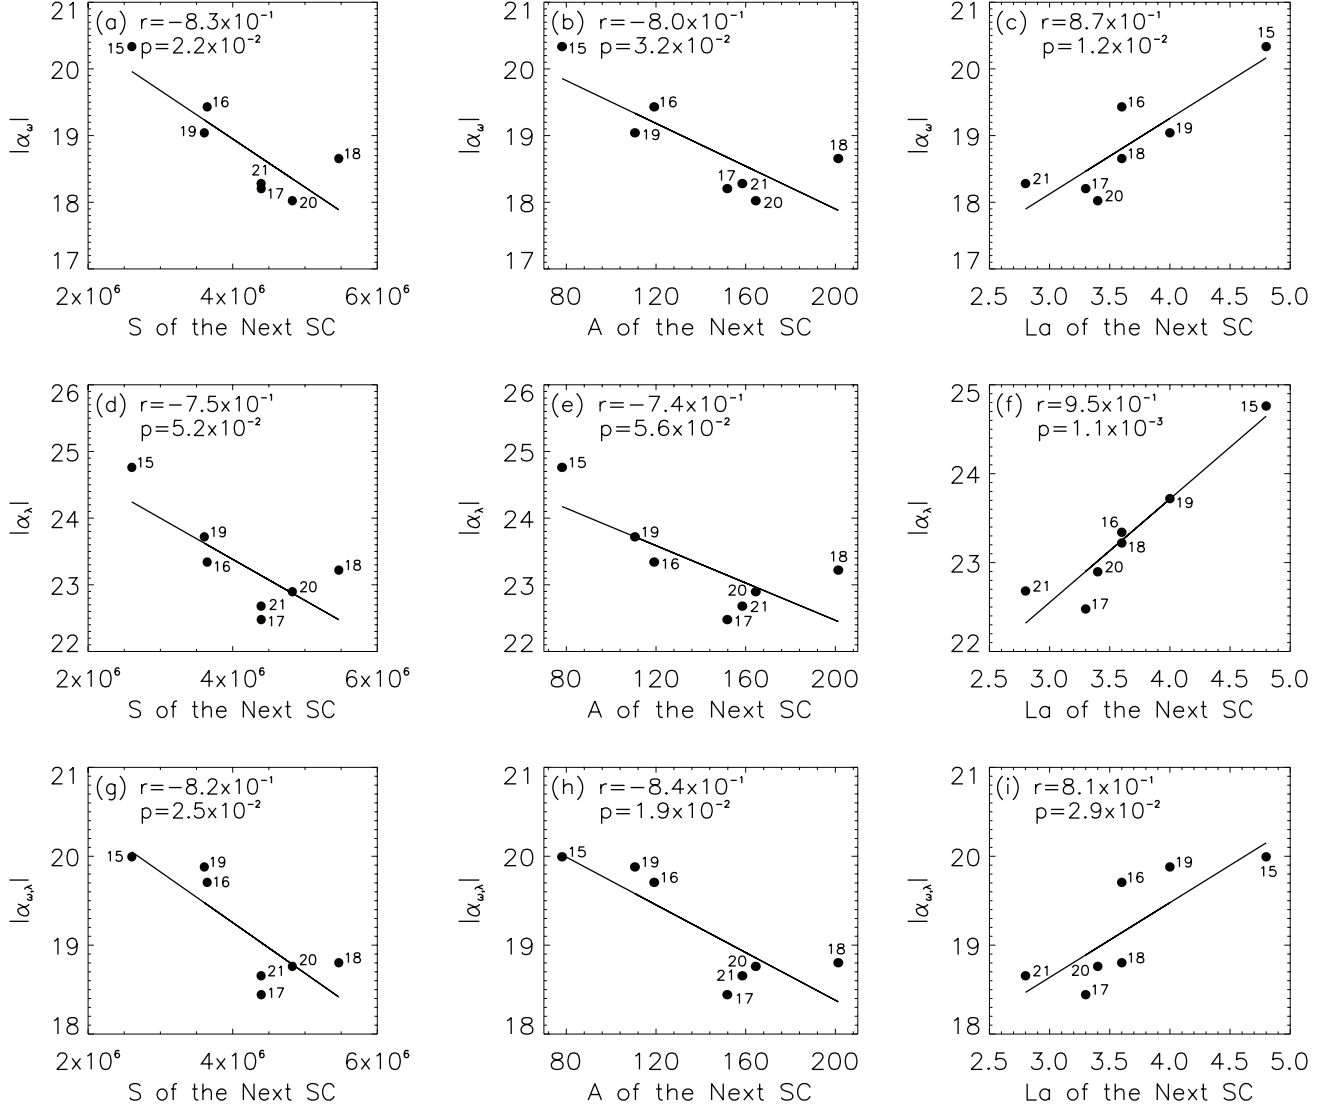 (a) r=−8.3x10⁻¹
p=2.2x10⁻²
21
20
19
18
17
|α_ω|
15
16
19
18
21
17
20
2x10⁶ 4x10⁶ 6x10⁶
S of the Next SC
(b) r=−8.0x10⁻¹
p=3.2x10⁻²
21
20
19
18
17
|α_ω|
15
16
19
18
17
21
20
80 120 160 200
A of the Next SC
(c) r=8.7x10⁻¹
p=1.2x10⁻²
21
20
19
18
17
|α_ω|
15
16
19
18
21
17
20
2.5 3.0 3.5 4.0 4.5 5.0
La of the Next SC
(d) r=−7.5x10⁻¹
p=5.2x10⁻²
26
25
24
23
22
|α_λ|
15
19
16
18
20
21
17
2x10⁶ 4x10⁶ 6x10⁶
S of the Next SC
(e) r=−7.4x10⁻¹
p=5.6x10⁻²
26
25
24
23
22
|α_λ|
15
19
16
18
20
21
17
80 120 160 200
A of the Next SC
(f) r=9.5x10⁻¹
p=1.1x10⁻³
25
24
23
22
|α_λ|
15
19
16
18
20
21
17
2.5 3.0 3.5 4.0 4.5 5.0
La of the Next SC
(g) r=−8.2x10⁻¹
p=2.5x10⁻²
21
20
19
18
|α_ω,λ|
15
19
16
20
18
21
17
2x10⁶ 4x10⁶ 6x10⁶
S of the Next SC
(h) r=−8.4x10⁻¹
p=1.9x10⁻²
21
20
19
18
|α_ω,λ|
15
19
16
18
20
21
17
80 120 160 200
A of the Next SC
(i) r=8.1x10⁻¹
p=2.9x10⁻²
21
20
19
18
|α_ω,λ|
19
15
16
18
21
20
17
2.5 3.0 3.5 4.0 4.5 5.0
La of the Next SC